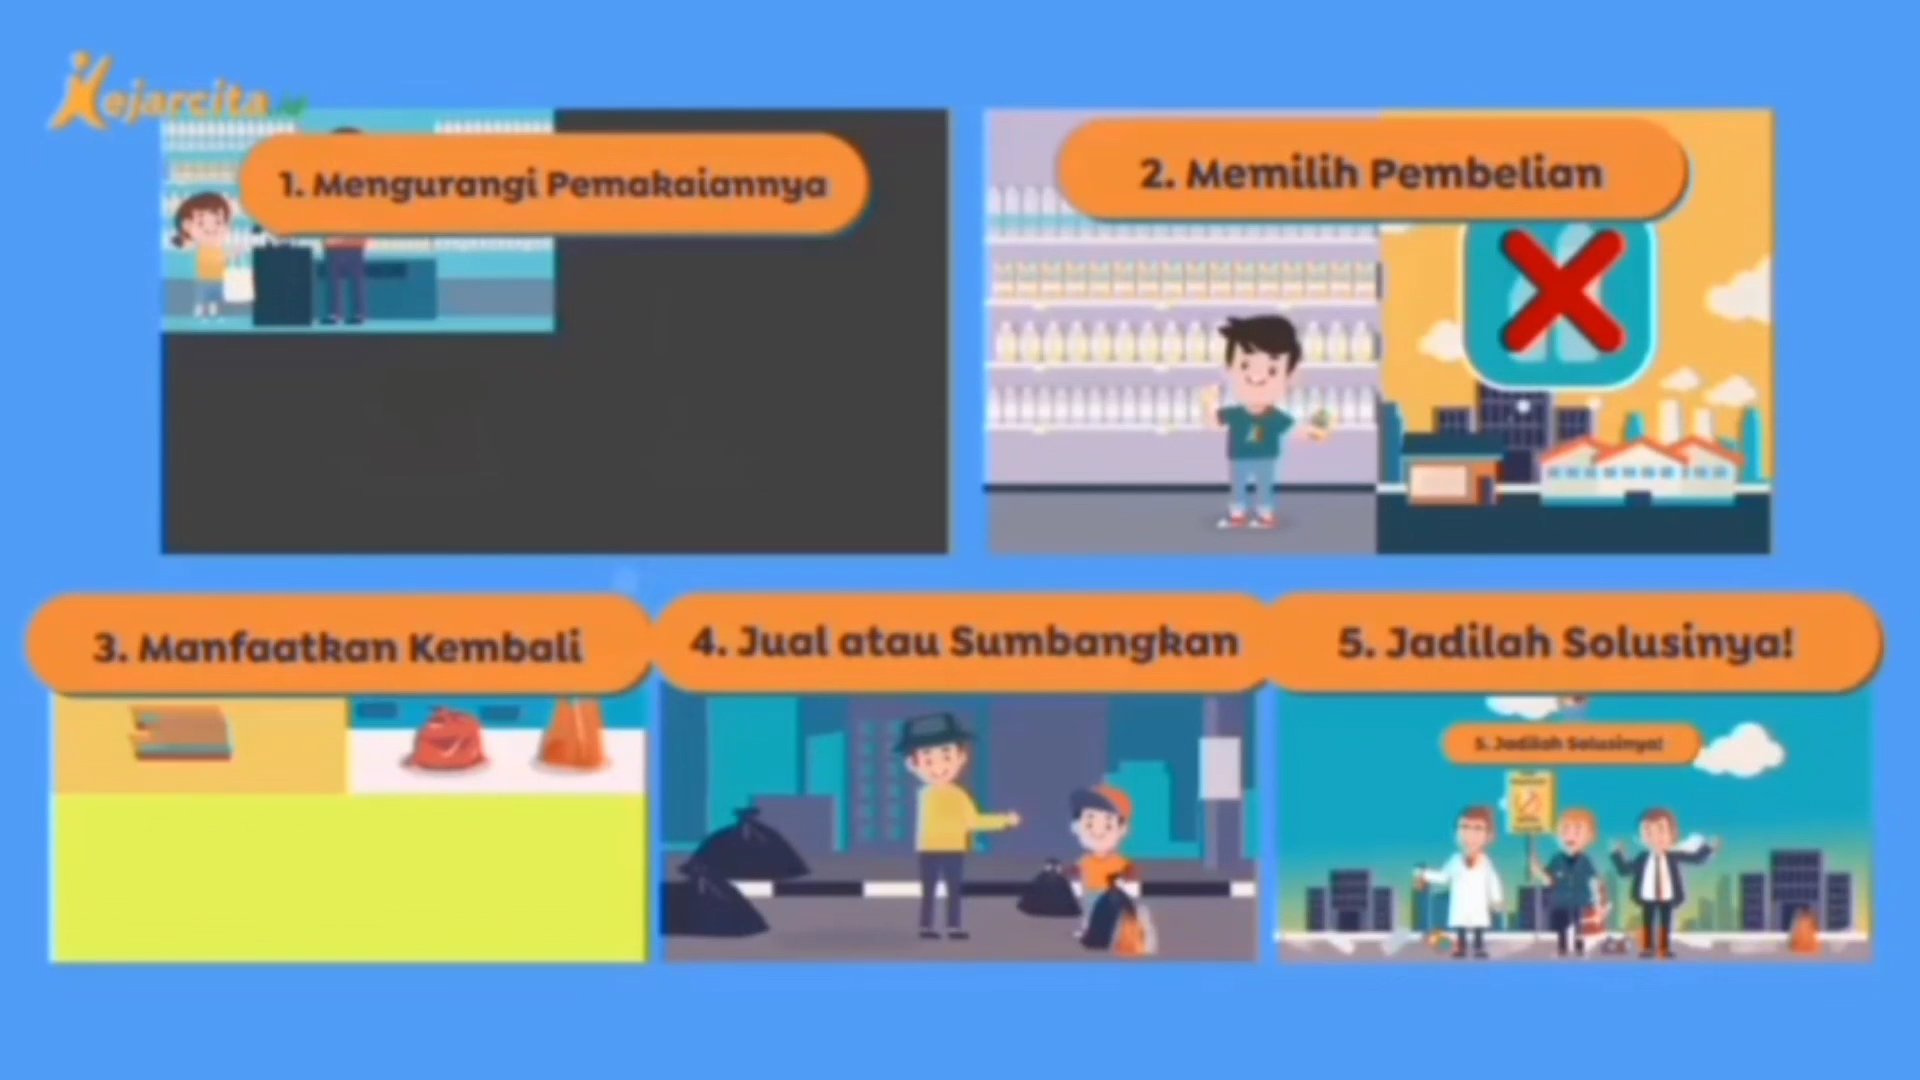 Kejarcita
1. Mengurangi Pemakaiannya
2. Memilih Pembelian
3. Manfaatkan Kembali
4. Jual atau Sumbangkan
5. Jadilah Solusinya!
5. Jadilah Solusinya!